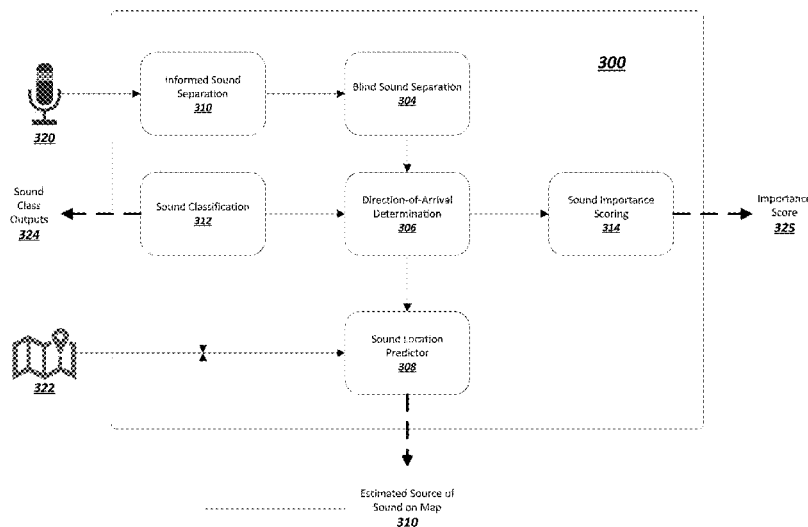 300
Informed Sound
Separation
310
Blind Sound Separation
304
320
Sound
Class
Outputs
324
Sound Classification
312
Direction-of-Arrival
Determination
306
Sound Importance
Scoring
314
Importance
Score
325
322
Sound Location
Predictor
308
Estimated Source of
Sound on Map
310